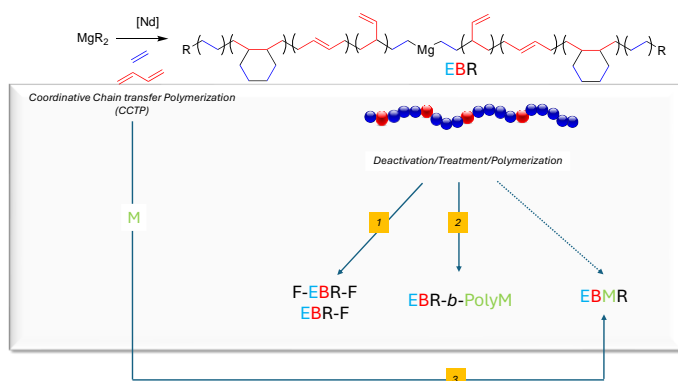 [Nd]
MgR2
R
Mg
R
EBR
Coordinative Chain transfer Polymerization
(CCTP)
Deactivation/Treatment/Polymerization
M
1
2
F-EBR-F
EBR-F
EBR-b-PolyM
EBMR
3